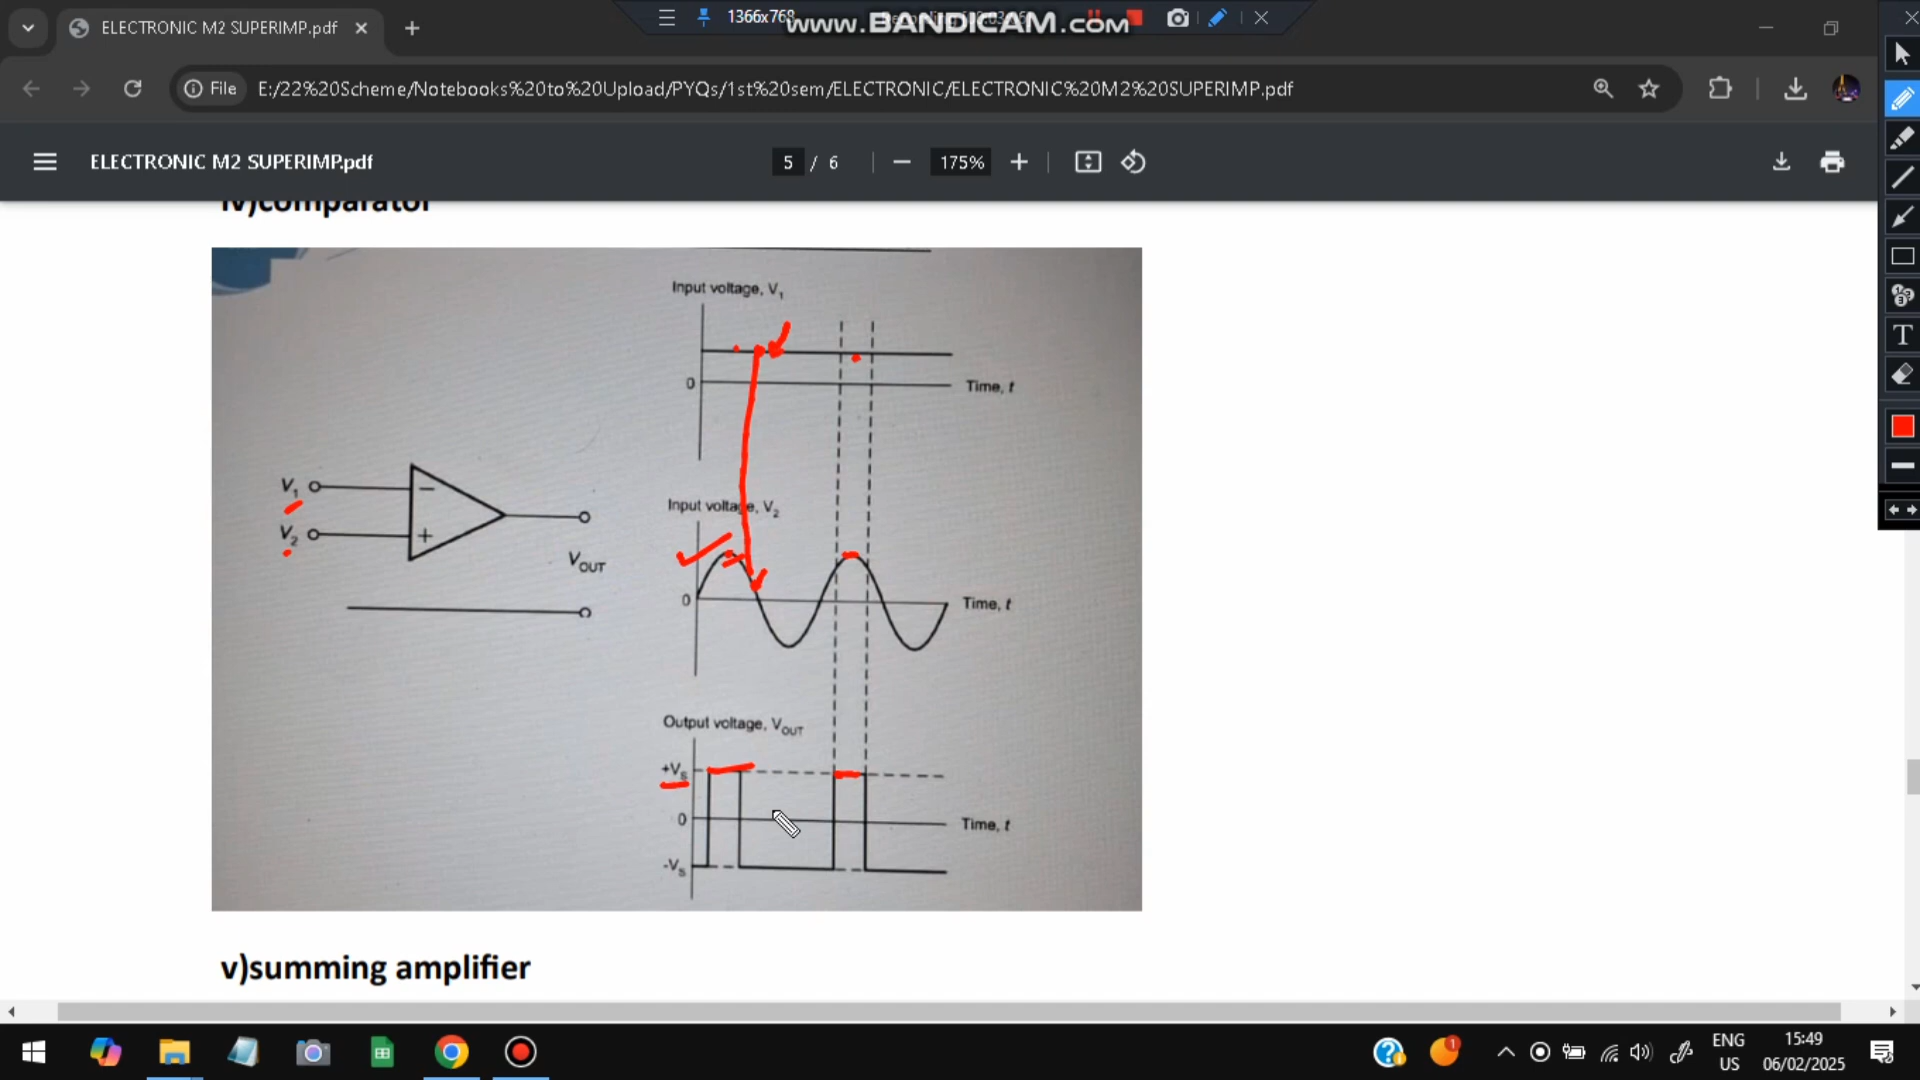 ELECTRONIC M2 SUPERIMP.pdf
1366x768
www.BANDICAM.com
File
E:/22%20Scheme/Notebooks%20to%20Upload/PYQs/1st%20sem/ELECTRONIC/ELECTRONIC%20M2%20SUPERIMP.pdf
ELECTRONIC M2 SUPERIMP.pdf
5 / 6
175%
iv)comparator
Input voltage, V1
0
Time, t
V1
−
V2
+
VOUT
Input voltage, V2
0
Time, t
Output voltage, VOUT
+Vs
0
Time, t
-Vs
v)summing amplifier
T
1
ENG
US
15:49
06/02/2025